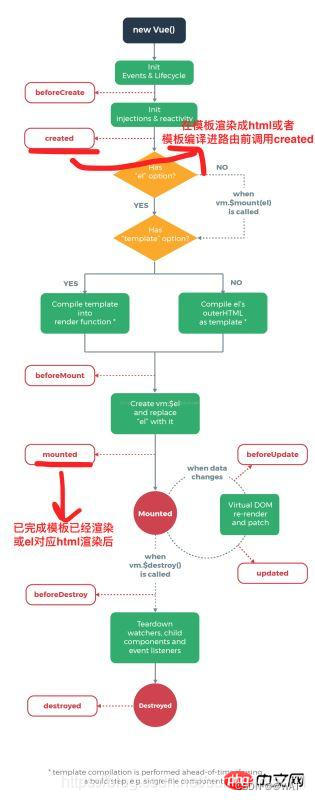 new Vue()
Init
Events & Lifecycle
beforeCreate
Init
injections & reactivity
在模板渲染成html或者
模板编译进路由前调用created
created
Has
"el" option?
NO
when
vm.$mount(el)
is called
YES
Has
"template" option?
YES
NO
Compile template
into
render function *
Compile el's
outerHTML
as template *
beforeMount
Create vm.$el
and replace
"el" with it
mounted
beforeUpdate
when data
changes
Mounted
Virtual DOM
re-render
and patch
已完成模板已经渲染
或el对应html渲染后
when
vm.$destroy()
is called
updated
beforeDestroy
Teardown
watchers, child
components and
event listeners
destroyed
Destroyed
* template compilation is performed ahead-of-time if using
a build step, e.g. single-file components
php 中文网